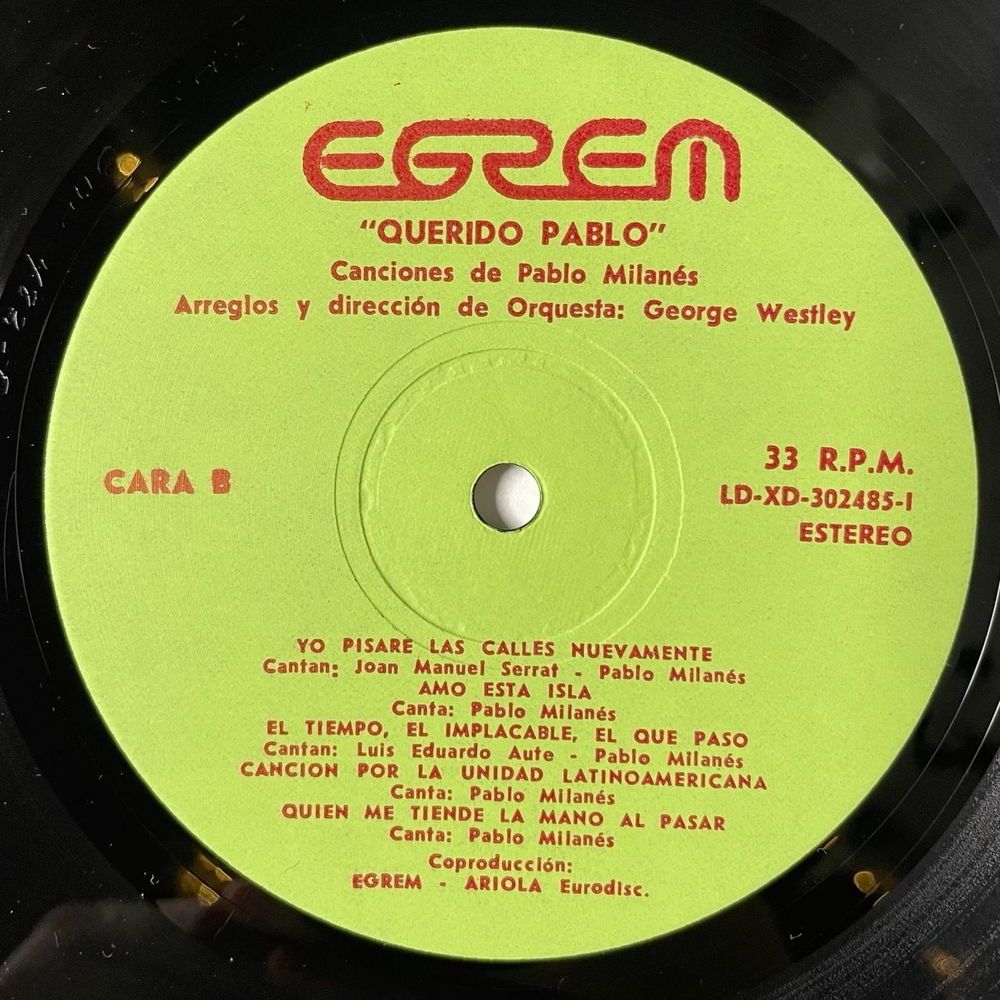 EGREM
“QUERIDO PABLO”
Canciones de Pablo Milanés
Arreglos y dirección de Orquesta: George Westley
CARA B
33 R.P.M.
LD-XD-302485-I
ESTEREO
YO PISARE LAS CALLES NUEVAMENTE
Cantan: Joan Manuel Serrat - Pablo Milanés
AMO ESTA ISLA
Canta: Pablo Milanés
EL TIEMPO, EL IMPLACABLE, EL QUE PASO
Cantan: Luis Eduardo Aute - Pablo Milanés
CANCION POR LA UNIDAD LATINOAMERICANA
Canta: Pablo Milanés
QUIEN ME TIENDE LA MANO AL PASAR
Canta: Pablo Milanés
Coproducción:
EGREM - ARIOLA Eurodisc.